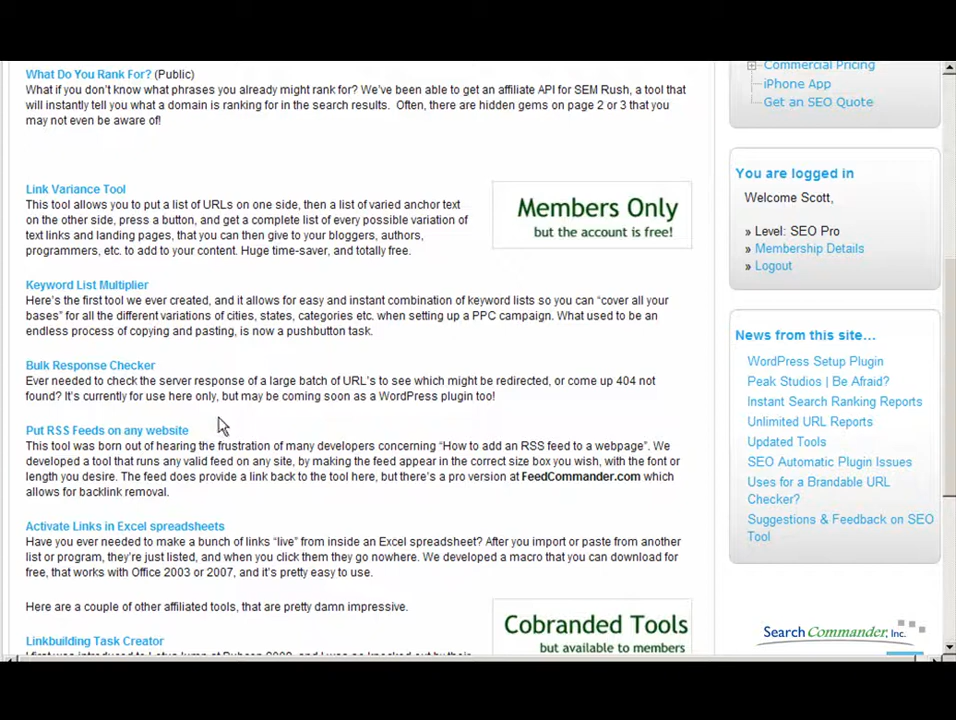 What Do You Rank For? (Public)
What if you don't know what phrases you already might rank for? We've been able to get an affiliate API for SEM Rush, a tool that
will instantly tell you what a domain is ranking for in the search results.  Often, there are hidden gems on page 2 or 3 that you
may not even be aware of!
Link Variance Tool
This tool allows you to put a list of URLs on one side, then a list of varied anchor text
on the other side, press a button, and get a complete list of every possible variation of
text links and landing pages, that you can then give to your bloggers, authors,
programmers, etc. to add to your content. Huge time-saver, and totally free.
Members Only
but the account is free!
Keyword List Multiplier
Here's the first tool we ever created, and it allows for easy and instant combination of keyword lists so you can "cover all your
bases" for all the different variations of cities, states, categories etc. when setting up a PPC campaign. What used to be an
endless process of copying and pasting, is now a pushbutton task.
Bulk Response Checker
Ever needed to check the server response of a large batch of URL's to see which might be redirected, or come up 404 not
found? It's currently for use here only, but may be coming soon as a WordPress plugin too!
Put RSS Feeds on any website
This tool was born out of hearing the frustration of many developers concerning "How to add an RSS feed to a webpage". We
developed a tool that runs any valid feed on any site, by making the feed appear in the correct size box you wish, with the font or
length you desire. The feed does provide a link back to the tool here, but there's a pro version at FeedCommander.com which
allows for backlink removal.
Activate Links in Excel spreadsheets
Have you ever needed to make a bunch of links "live" from inside an Excel spreadsheet? After you import or paste from another
list or program, they're just listed, and when you click them they go nowhere. We developed a macro that you can download for
free, that works with Office 2003 or 2007, and it's pretty easy to use.
Here are a couple of other affiliated tools, that are pretty damn impressive.
Cobranded Tools
but available to members
Linkbuilding Task Creator
Commercial Pricing
iPhone App
Get an SEO Quote
You are logged in
Welcome Scott,
» Level: SEO Pro
» Membership Details
» Logout
News from this site...
WordPress Setup Plugin
Peak Studios | Be Afraid?
Instant Search Ranking Reports
Unlimited URL Reports
Updated Tools
SEO Automatic Plugin Issues
Uses for a Brandable URL
Checker?
Suggestions & Feedback on SEO
Tool
Search Commander, Inc.